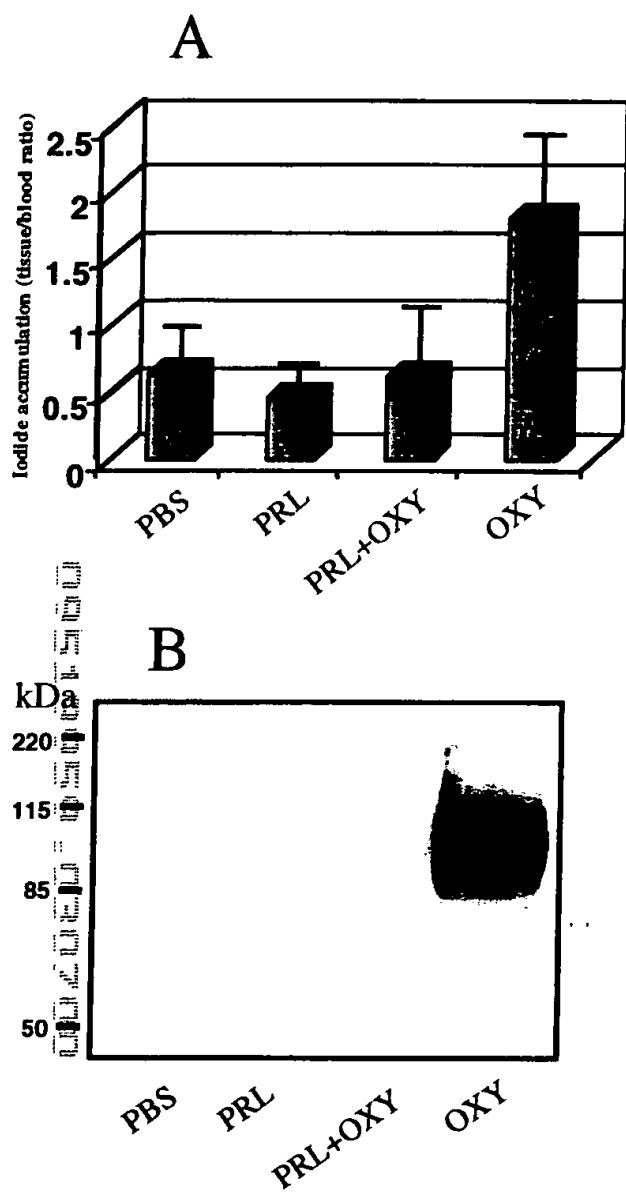 A
Iodide accumulation (tissue/blood ratio)
2.5
2
1.5
1
0.5
0
PBS
PRL
PRL+OXY
OXY
B
kDa
220
115
85
50
PBS
PRL
PRL+OXY
OXY